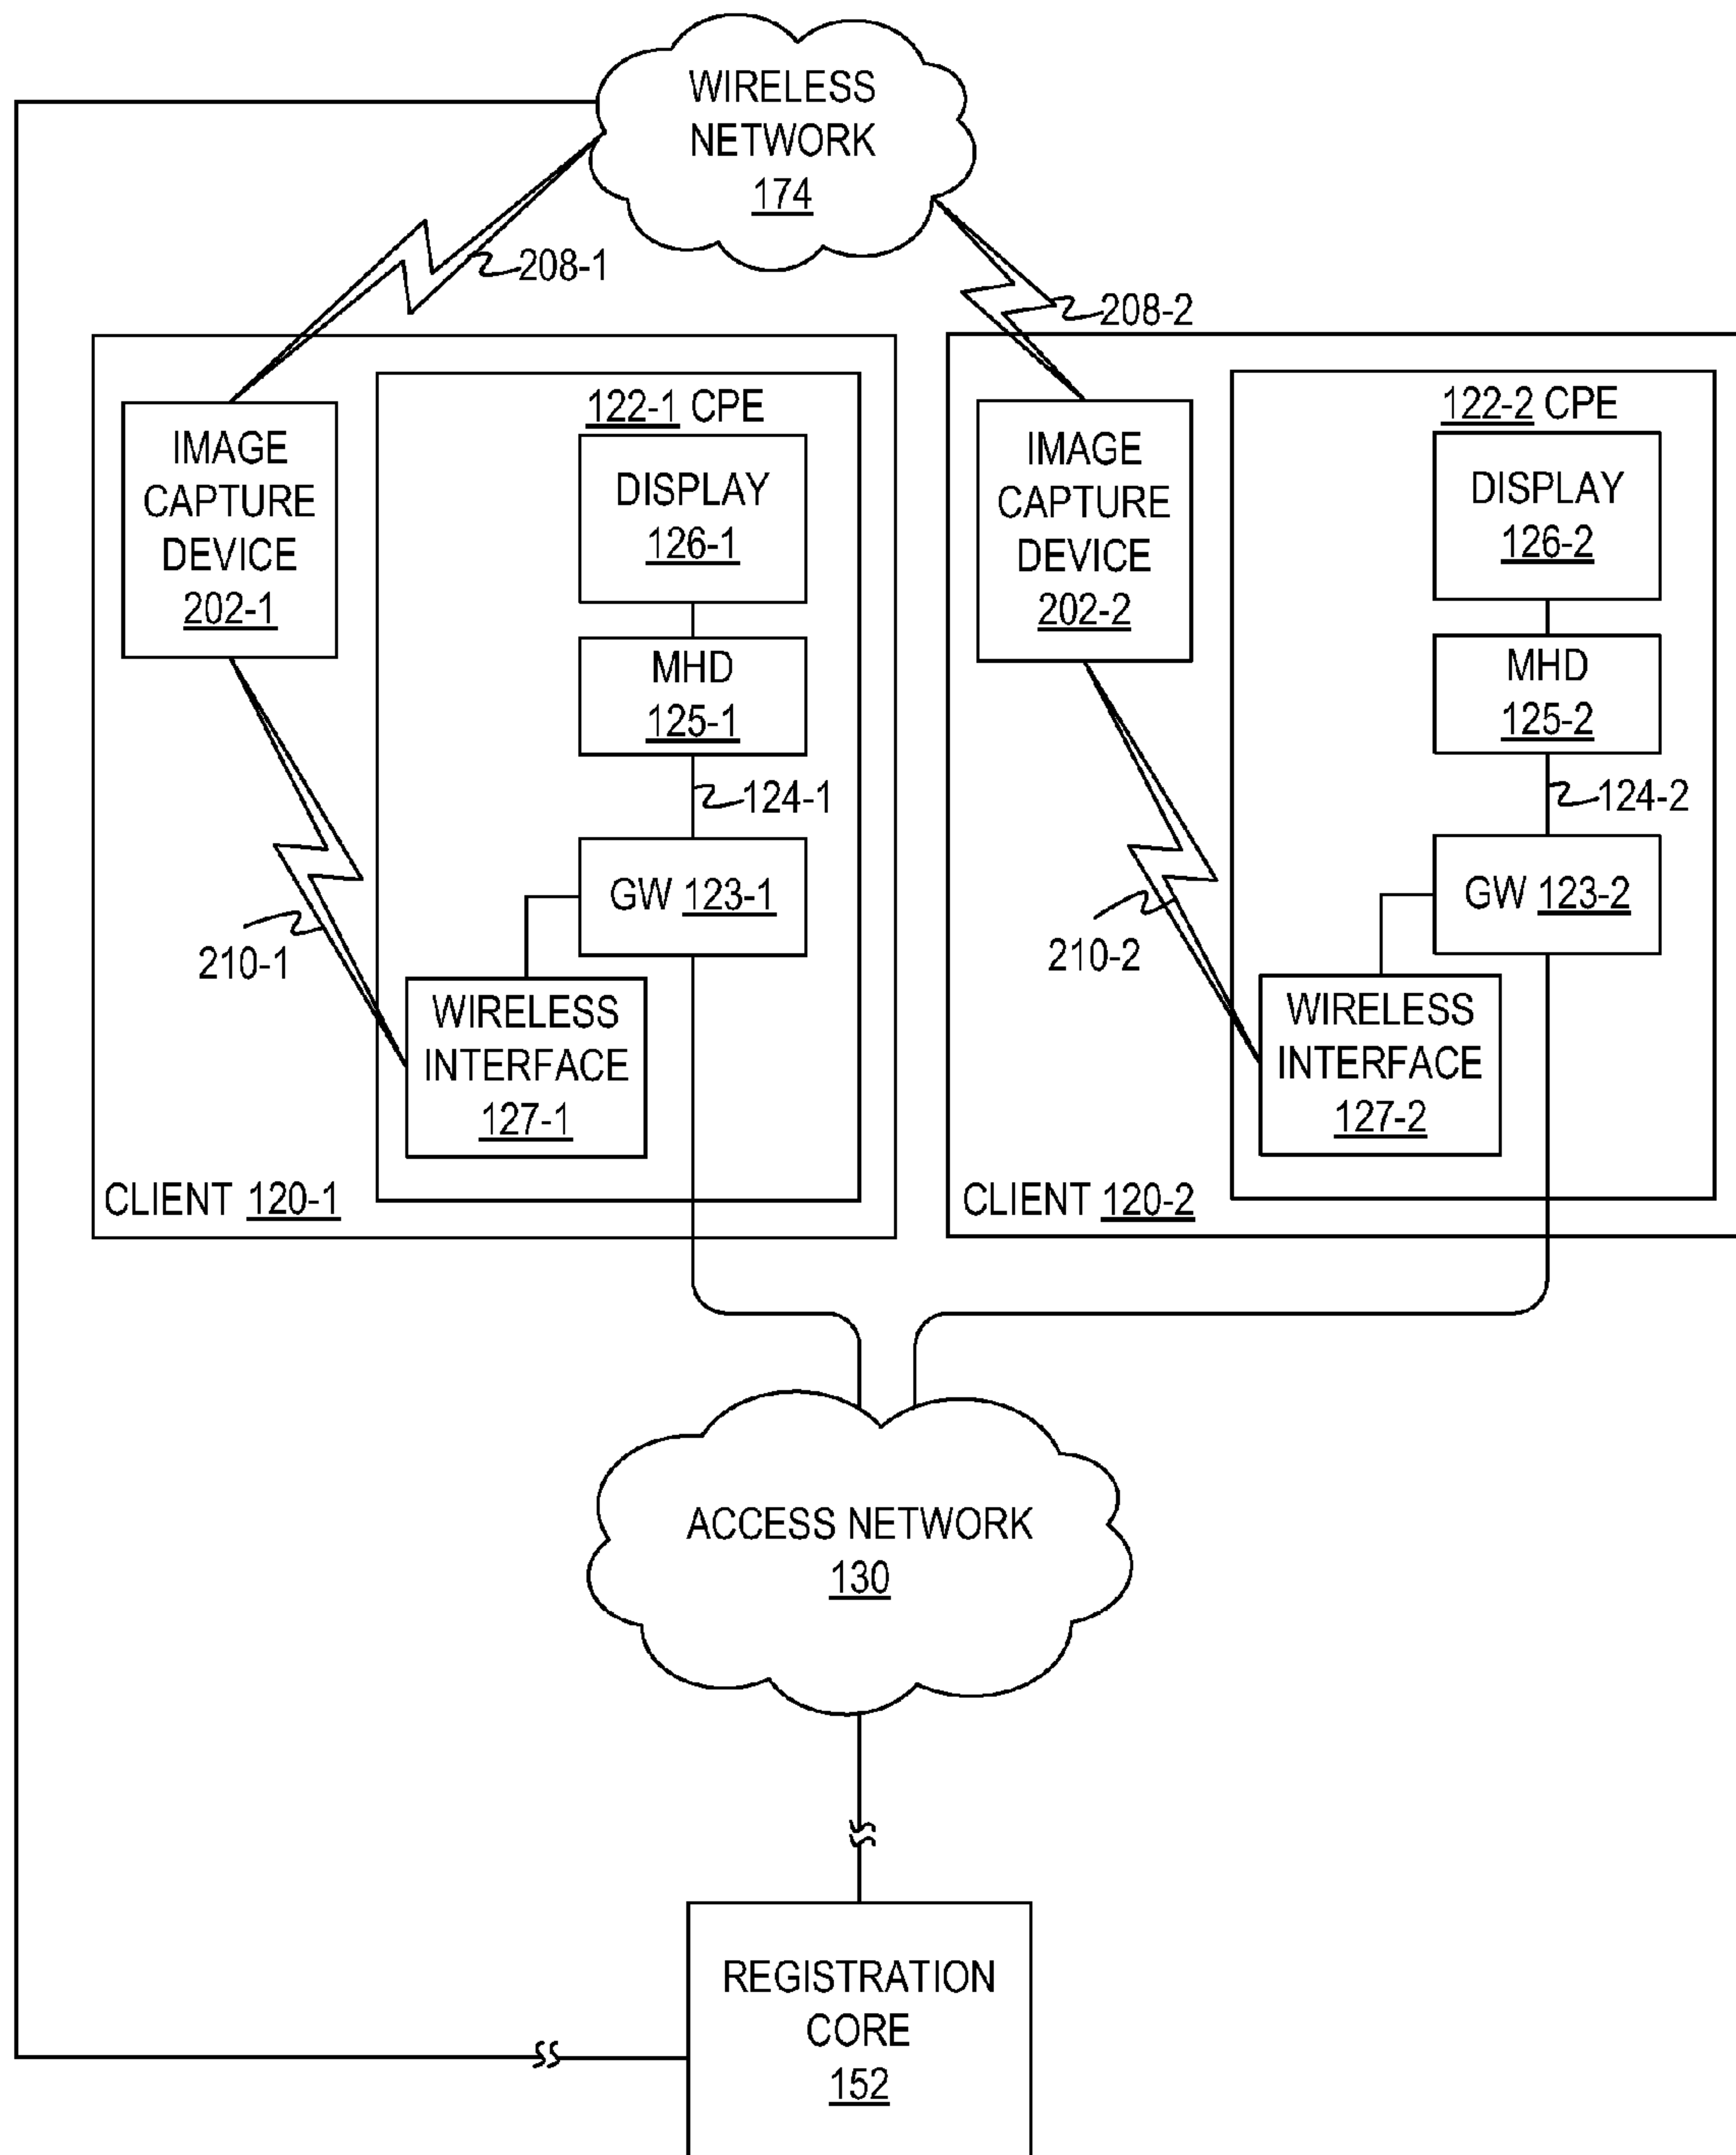 WIRELESS
NETWORK
174
208-1
208-2
122-1 CPE
IMAGE
CAPTURE
DEVICE
202-1
DISPLAY
126-1
MHD
125-1
124-1
GW 123-1
210-1
WIRELESS
INTERFACE
127-1
CLIENT 120-1
122-2 CPE
IMAGE
CAPTURE
DEVICE
202-2
DISPLAY
126-2
MHD
125-2
124-2
GW 123-2
210-2
WIRELESS
INTERFACE
127-2
CLIENT 120-2
ACCESS NETWORK
130
REGISTRATION
CORE
152